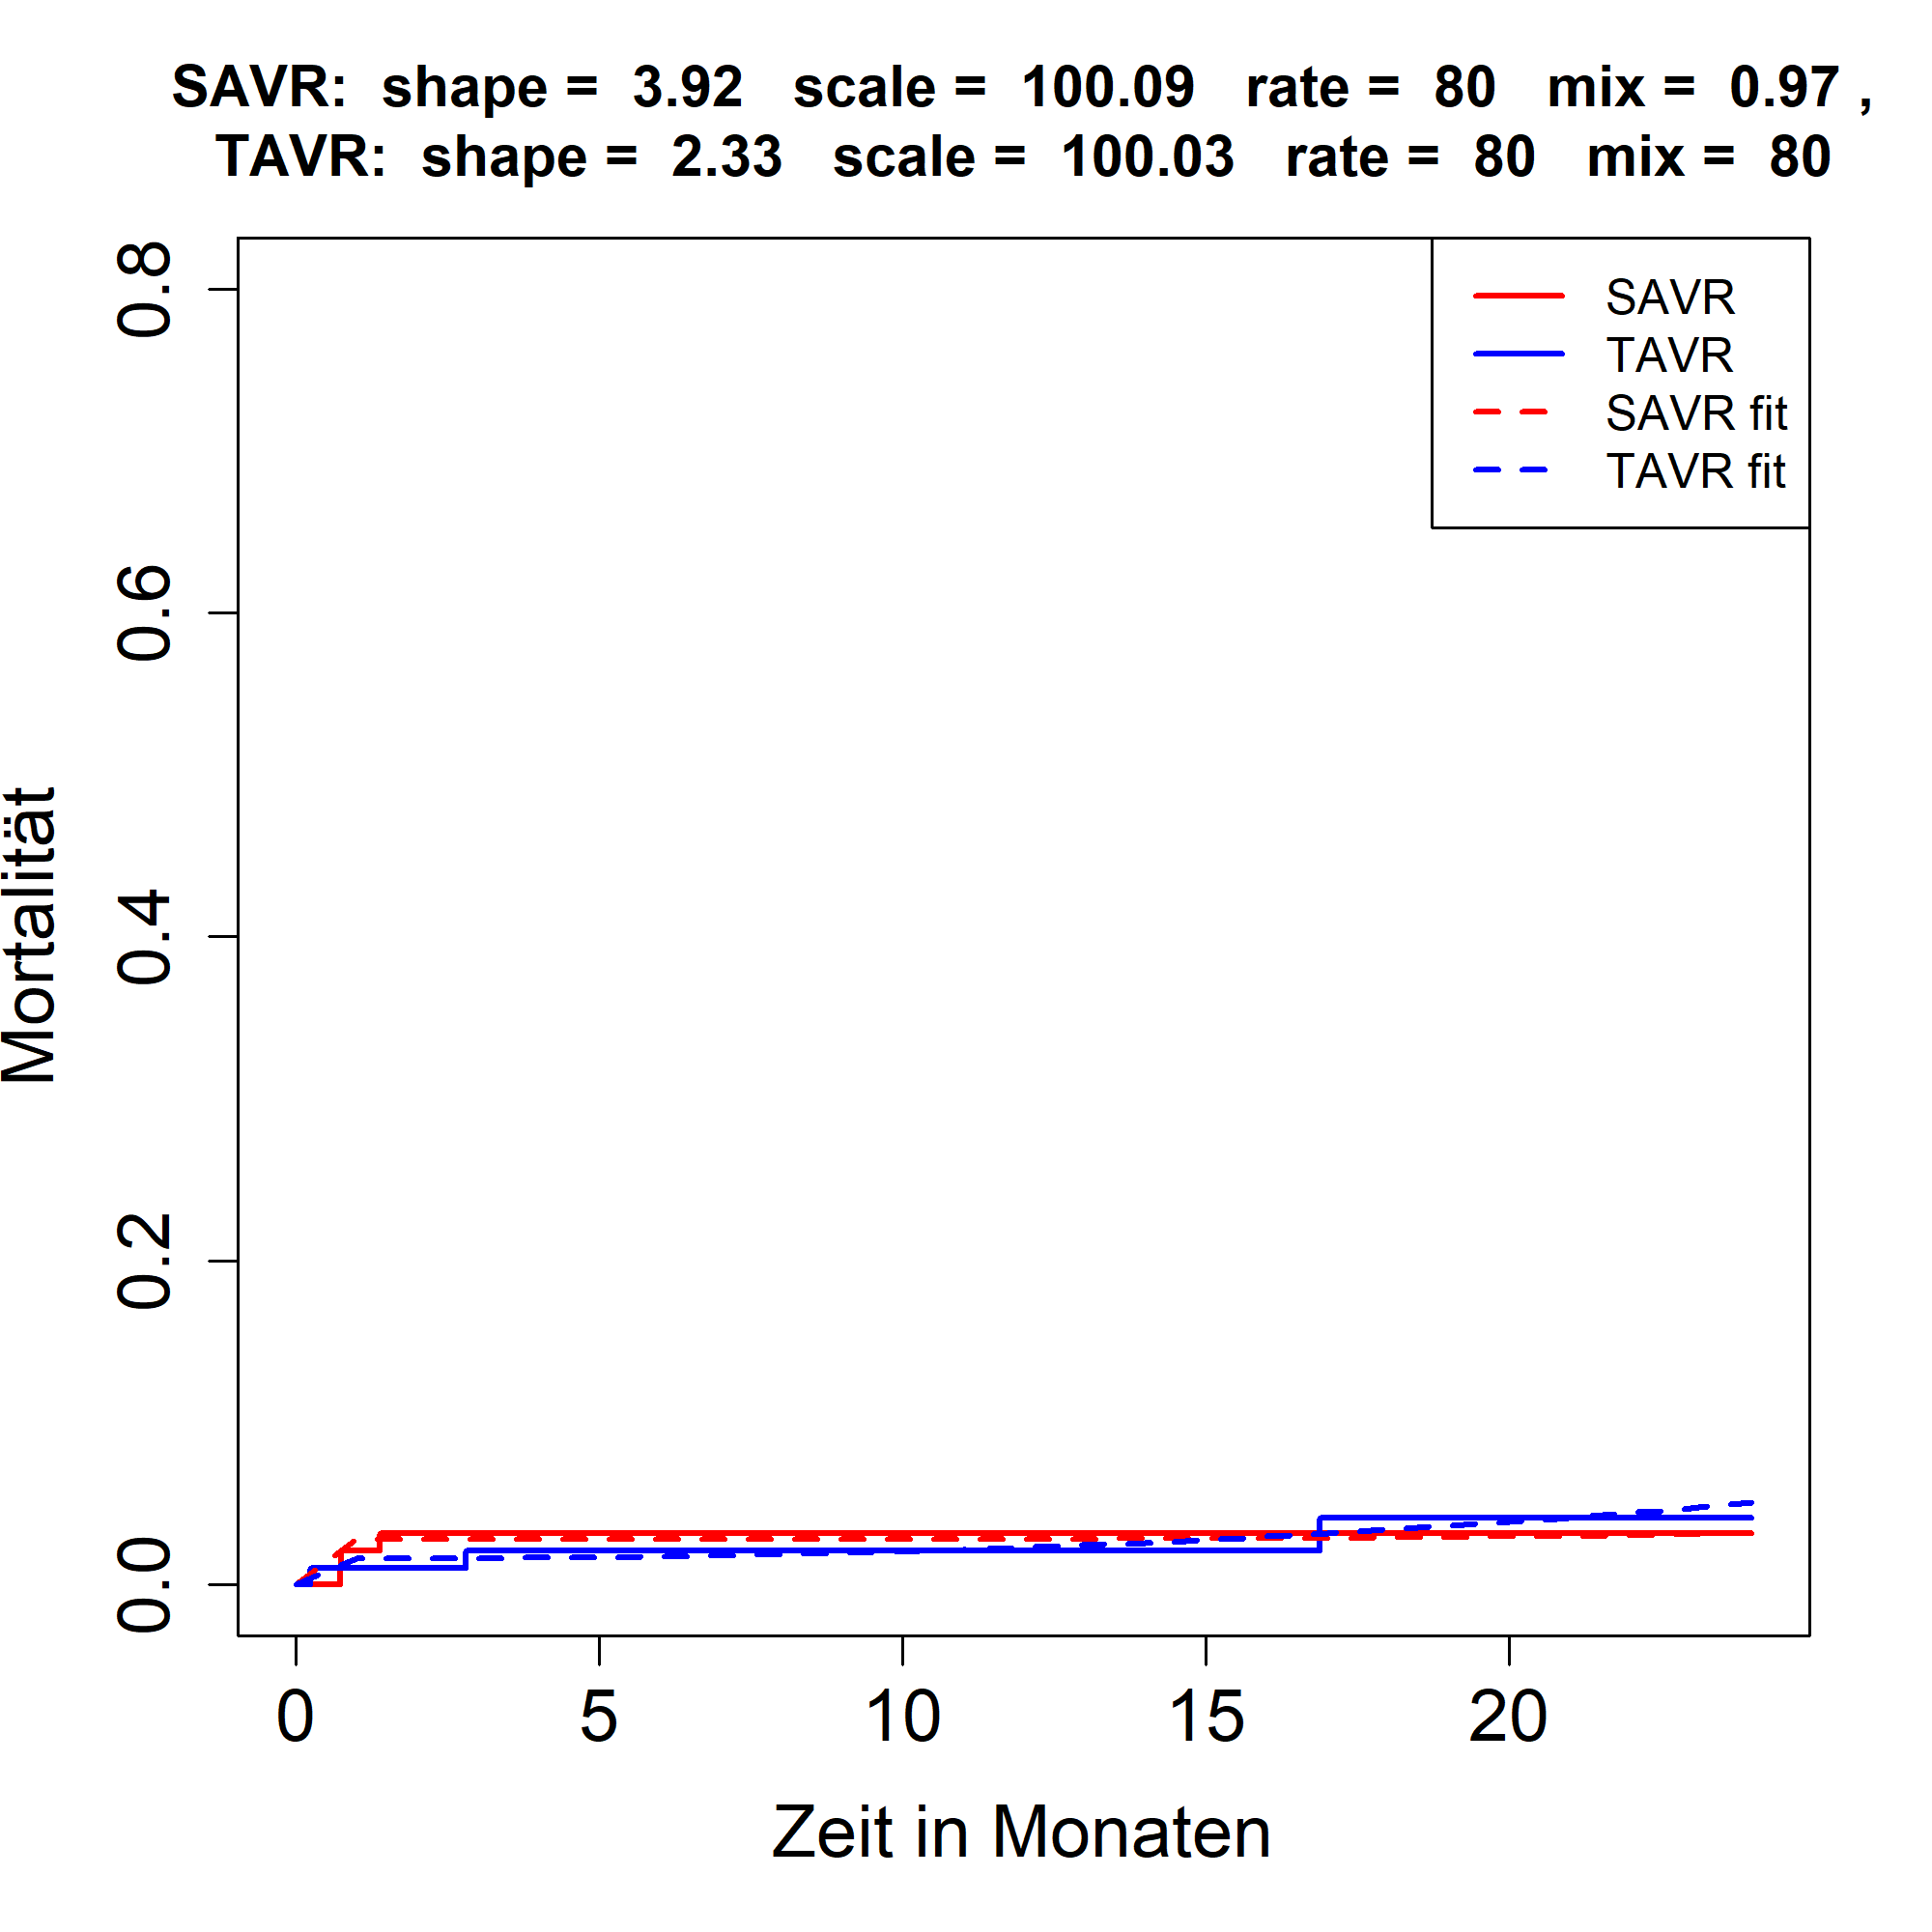 SAVR: shape = 3.92 scale = 100.09 rate = 80 mix = 0.97 ,
TAVR: shape = 2.33 scale = 100.03 rate = 80 mix = 80
SAVR
TAVR
SAVR fit
TAVR fit
Mortalität
0.8
0.6
0.4
0.2
0.0
0 5 10 15 20
Zeit in Monaten